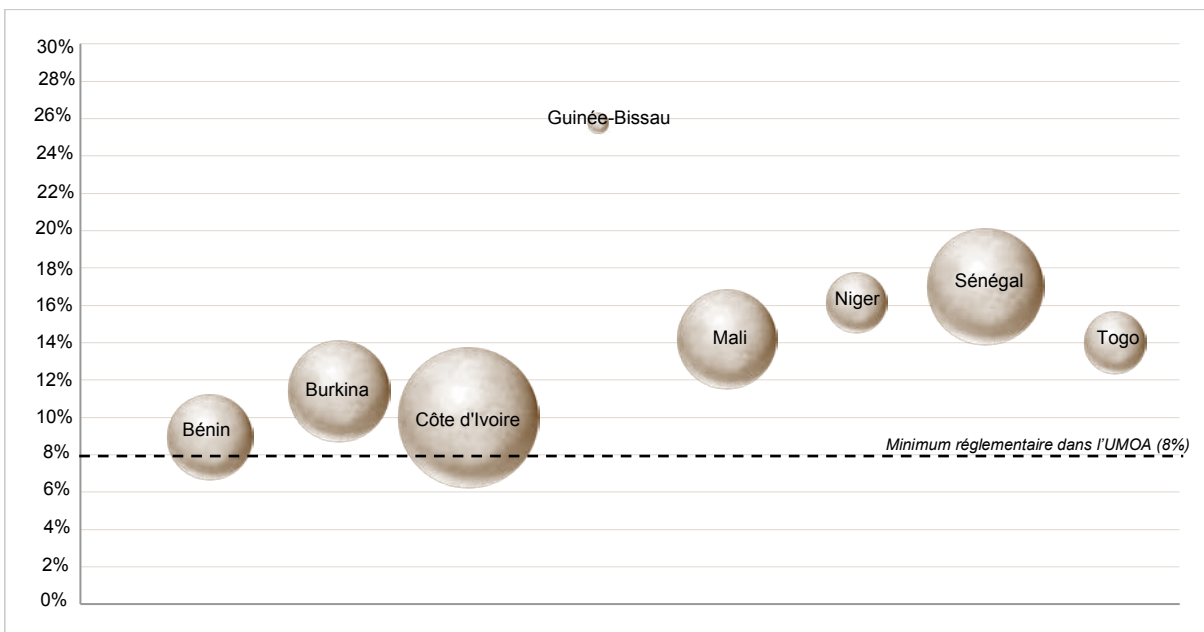 30%
28%
26%
24%
22%
20%
18%
16%
14%
12%
10%
8%
6%
4%
2%
0%
Guinée-Bissau
Sénégal
Niger
Mali
Togo
Burkina
Côte d'Ivoire
Bénin
Minimum réglementaire dans l'UMOA (8%)